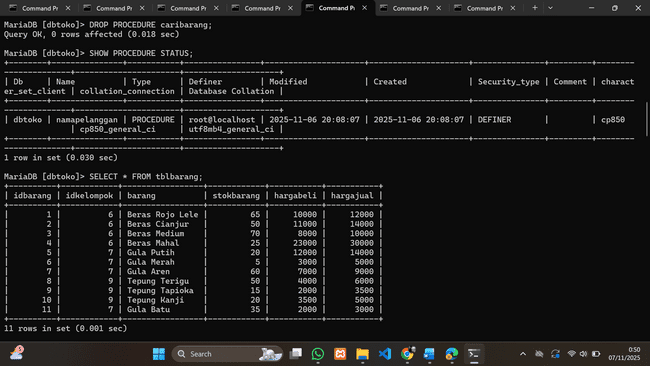 Command Pr
Command Pr
Command Pr
Command Pr
Command Pr
Command Pr
Command Pr
MariaDB [dbtoko]> DROP PROCEDURE caribarang;
Query OK, 0 rows affected (0.018 sec)
MariaDB [dbtoko]> SHOW PROCEDURE STATUS;
| Db | Name | Type | Definer | Modified | Created | Security_type | Comment | charact
er_set_client | collation_connection | Database Collation |
| dbtoko | namapelanggan | PROCEDURE | root@localhost | 2025-11-06 20:08:07 | 2025-11-06 20:08:07 | DEFINER | | cp850
| cp850_general_ci | utf8mb4_general_ci |
1 row in set (0.030 sec)
MariaDB [dbtoko]> SELECT * FROM tblbarang;
| idbarang | idkelompok | barang | stokbarang | hargabeli | hargajual |
| 1 | 6 | Beras Rojo Lele | 65 | 10000 | 12000 |
| 2 | 6 | Beras Cianjur | 50 | 11000 | 14000 |
| 3 | 6 | Beras Medium | 70 | 8000 | 10000 |
| 4 | 6 | Beras Mahal | 25 | 23000 | 30000 |
| 5 | 7 | Gula Putih | 20 | 12000 | 14000 |
| 6 | 7 | Gula Merah | 5 | 3000 | 5000 |
| 7 | 7 | Gula Aren | 60 | 7000 | 9000 |
| 8 | 9 | Tepung Terigu | 50 | 4000 | 6000 |
| 9 | 9 | Tepung Tapioka | 15 | 2000 | 3500 |
| 10 | 9 | Tepung Kanji | 20 | 3500 | 5000 |
| 11 | 7 | Gula Batu | 35 | 2000 | 3000 |
11 rows in set (0.001 sec)
Search
0:50
07/11/2025